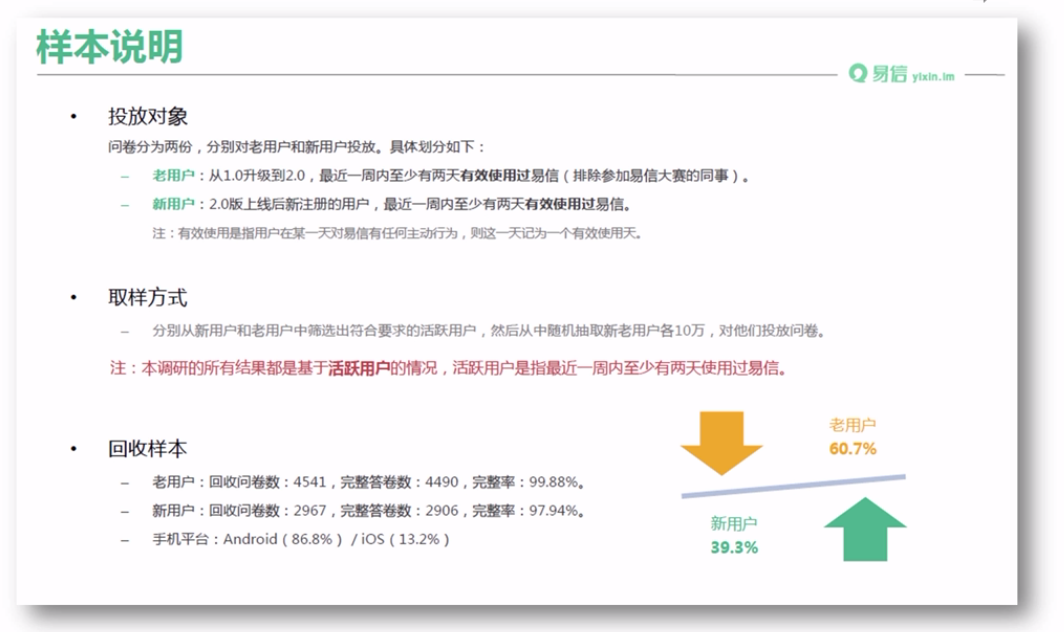 样本说明
易信 yixin.im
• 投放对象
问卷分为两份，分别对老用户和新用户投放。具体划分如下：
– 老用户：从1.0升级到2.0，最近一周内至少有两天有效使用过易信（排除参加易信大赛的同事）。
– 新用户：2.0版上线后新注册的用户，最近一周内至少有两天有效使用过易信。
注：有效使用是指用户在某一天对易信有任何主动行为，则这一天记为一个有效使用天。
• 取样方式
– 分别从新用户和老用户中筛选出符合要求的活跃用户，然后从中随机抽取新老用户各10万，对他们投放问卷。
注：本调研的所有结果都是基于活跃用户的情况，活跃用户是指最近一周内至少有两天使用过易信。
• 回收样本
– 老用户：回收问卷数：4541，完整答卷数：4490，完整率：99.88%。
– 新用户：回收问卷数：2967，完整答卷数：2906，完整率：97.94%。
– 手机平台：Android（86.8%）/ iOS（13.2%）
老用户
60.7%
新用户
39.3%